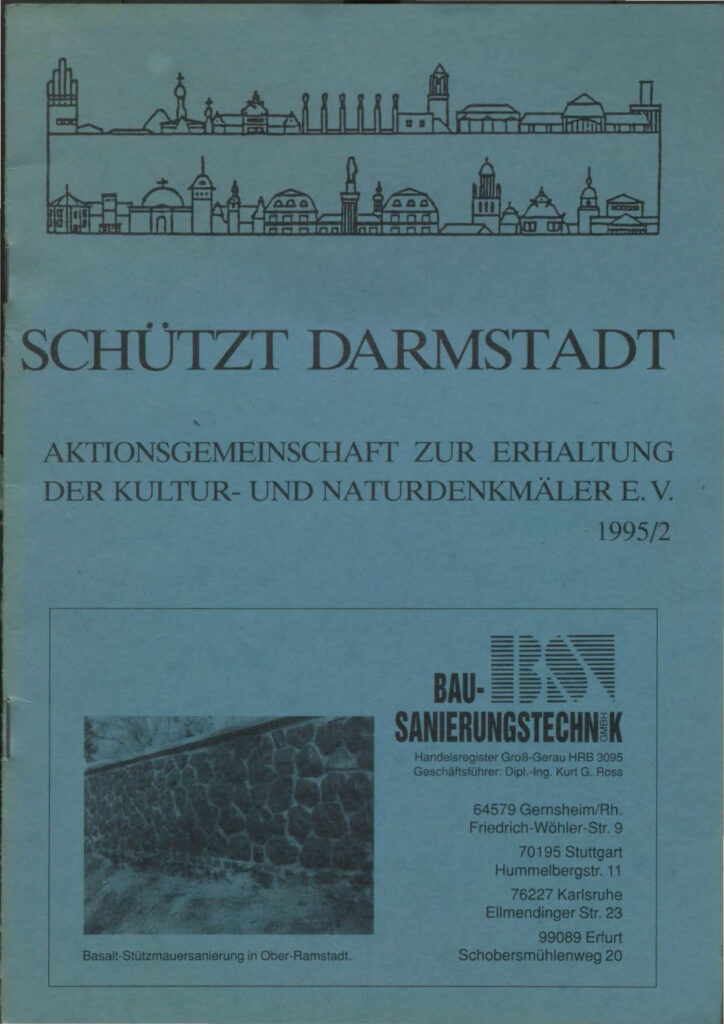 SCHÜTZT DARMSTADT
AKTIONSGEMEINSCHAFT ZUR ERHALTUNG
DER KULTUR- UND NATURDENKMÄLER E. V.
1995/2
BS
BAU-
SANIERUNGSTECHNIK
GMBH
Handelsregister Groß-Gerau HRB 3095
Geschäftsführer: Dipl.-Ing. Kurt G. Ross
64579 Gernsheim/Rh.
Friedrich-Wöhler-Str. 9
70195 Stuttgart
Hummelbergstr. 11
76227 Karlsruhe
Ellmendinger Str. 23
99089 Erfurt
Schobersmühlenweg 20
Basalt-Stützmauersanierung in Ober-Ramstadt.